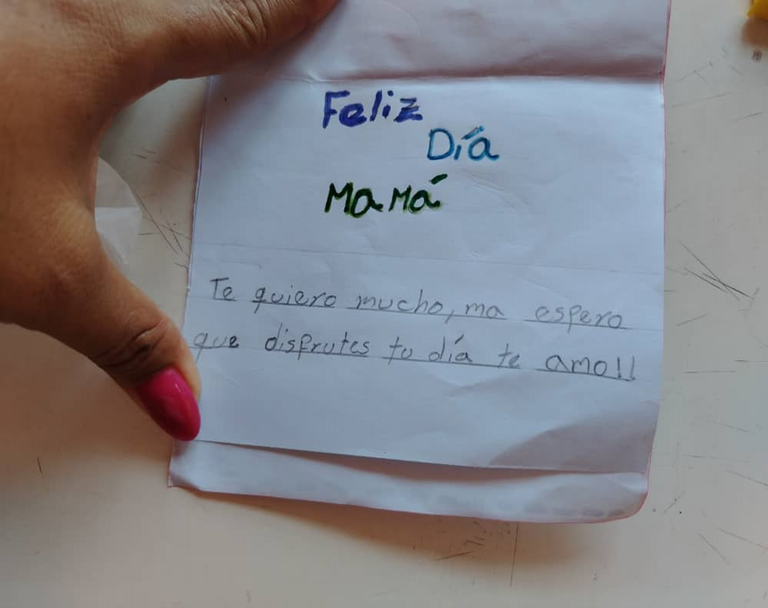 Feliz
Día
Mamá
Te quiero mucho, ma espero
que disfrutes tu día te amo!!